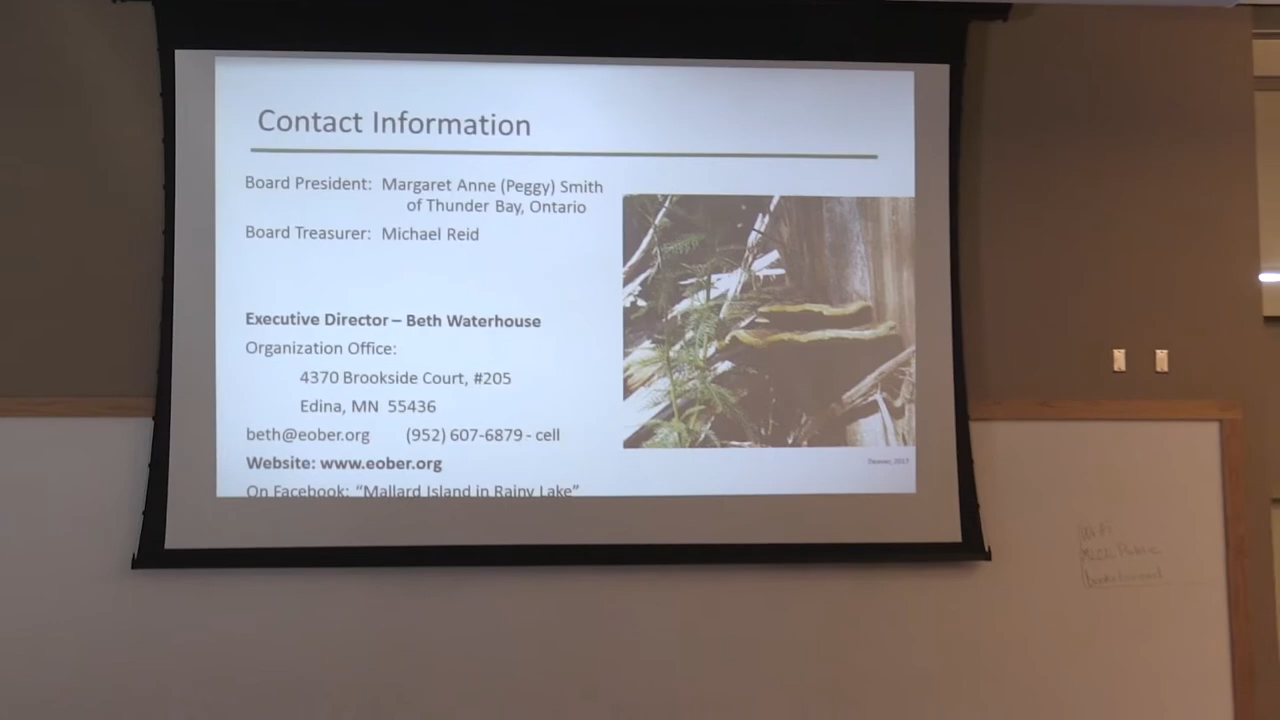 Contact Information
Board President: Margaret Anne (Peggy) Smith
of Thunder Bay, Ontario
Board Treasurer: Michael Reid
Executive Director – Beth Waterhouse
Organization Office:
4370 Brookside Court, #205
Edina, MN 55436
beth@eober.org (952) 607-6879 - cell
Website: www.eober.org
On Facebook: “Mallard Island in Rainy Lake”